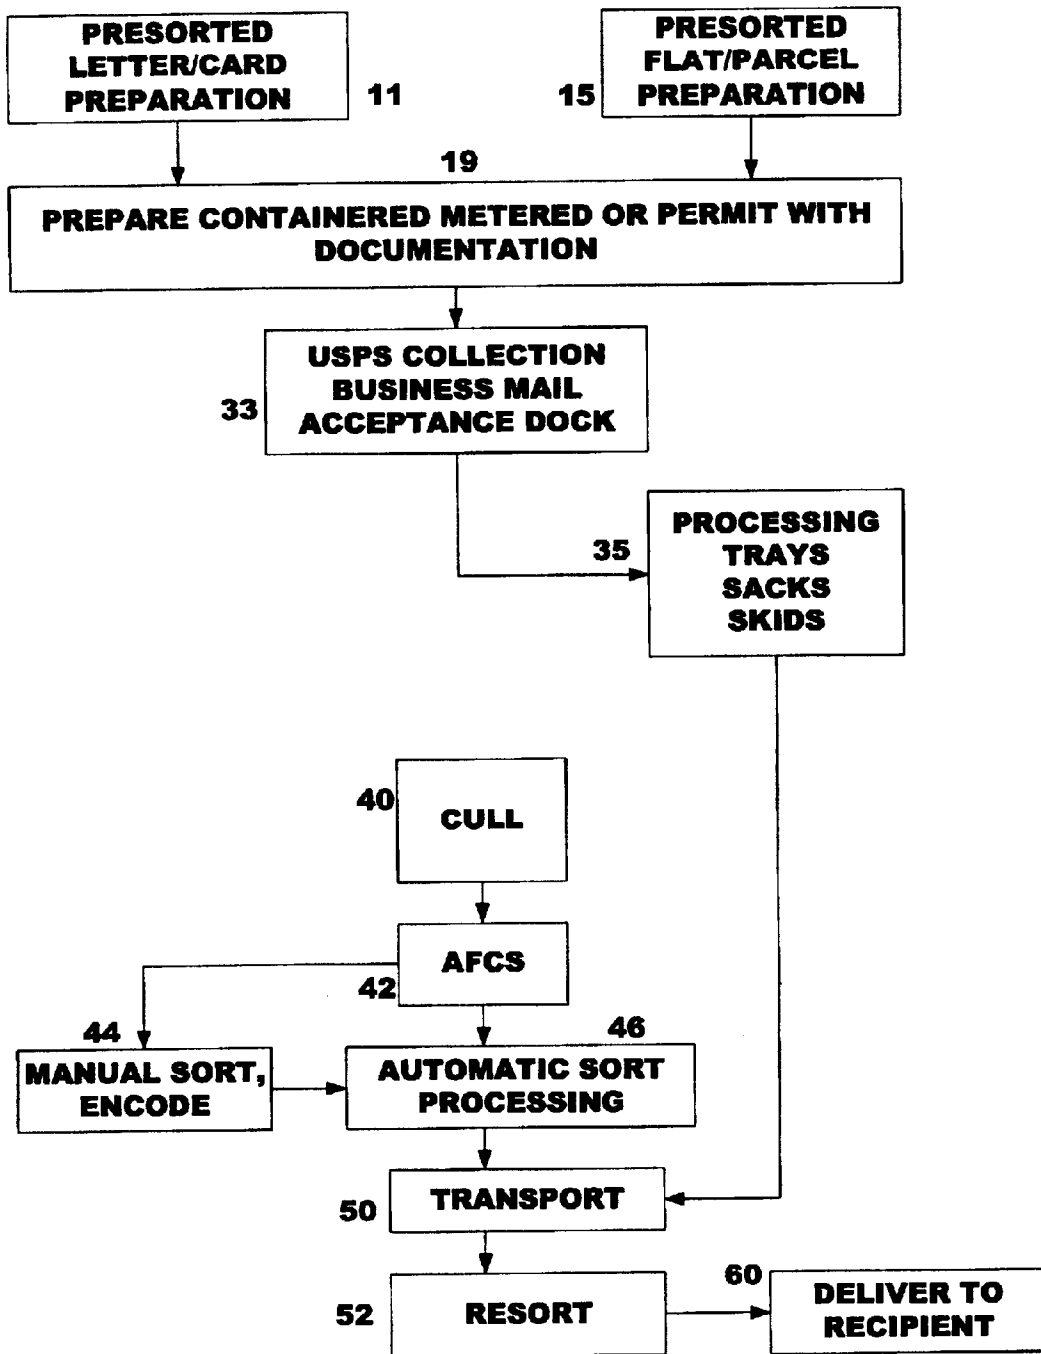 PRESORTED
LETTER/CARD
PREPARATION
11
PRESORTED
FLAT/PARCEL
PREPARATION
15
19
PREPARE CONTAINERED METERED OR PERMIT WITH
DOCUMENTATION
USPS COLLECTION
BUSINESS MAIL
ACCEPTANCE DOCK
33
35
PROCESSING
TRAYS
SACKS
SKIDS
40
CULL
AFCS
42
44
MANUAL SORT,
ENCODE
46
AUTOMATIC SORT
PROCESSING
TRANSPORT
50
52
RESORT
60
DELIVER TO
RECIPIENT